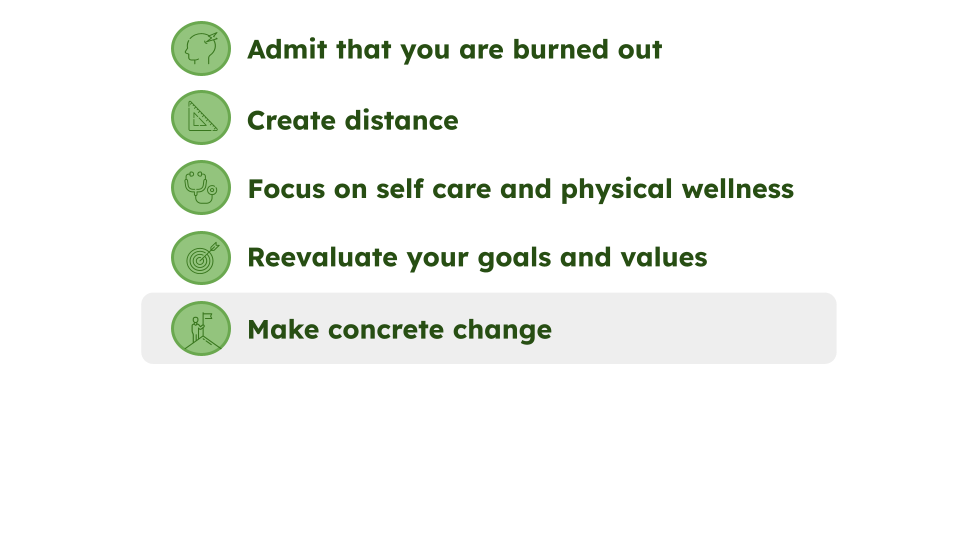 Admit that you are burned out
Create distance
Focus on self care and physical wellness
Reevaluate your goals and values
Make concrete change